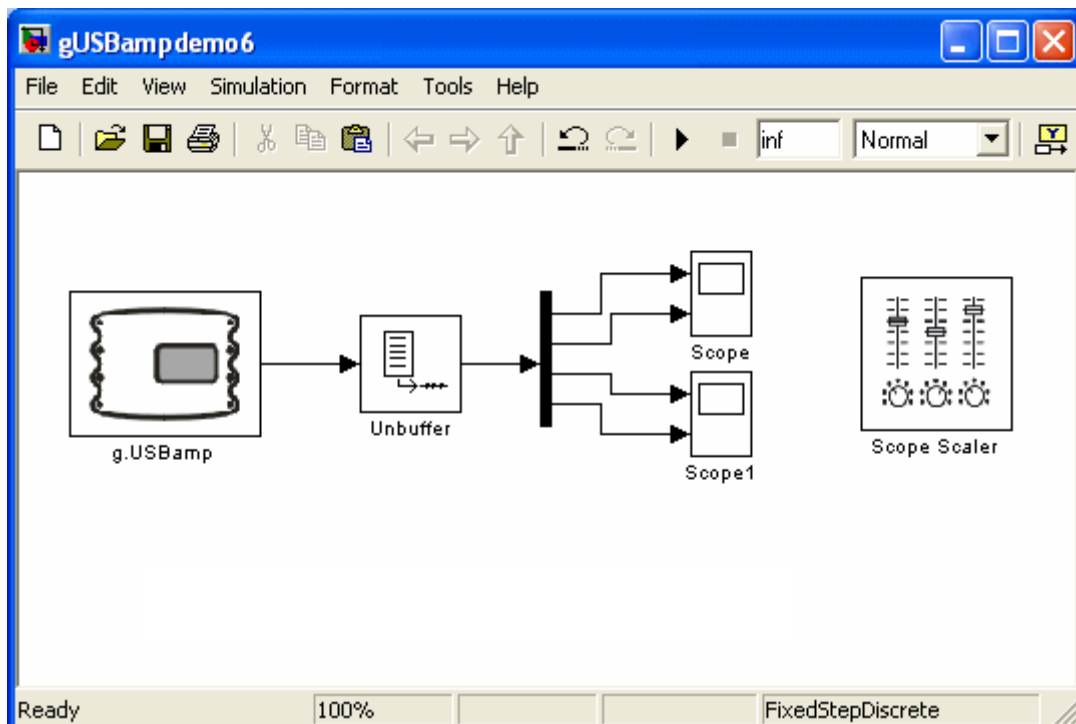 gUSBampdemo6
File Edit View Simulation Format Tools Help
inf Normal
Y
Scope
Unbuffer
g.USBamp
Scope Scaler
Scope1
Ready 100% FixedStepDiscrete